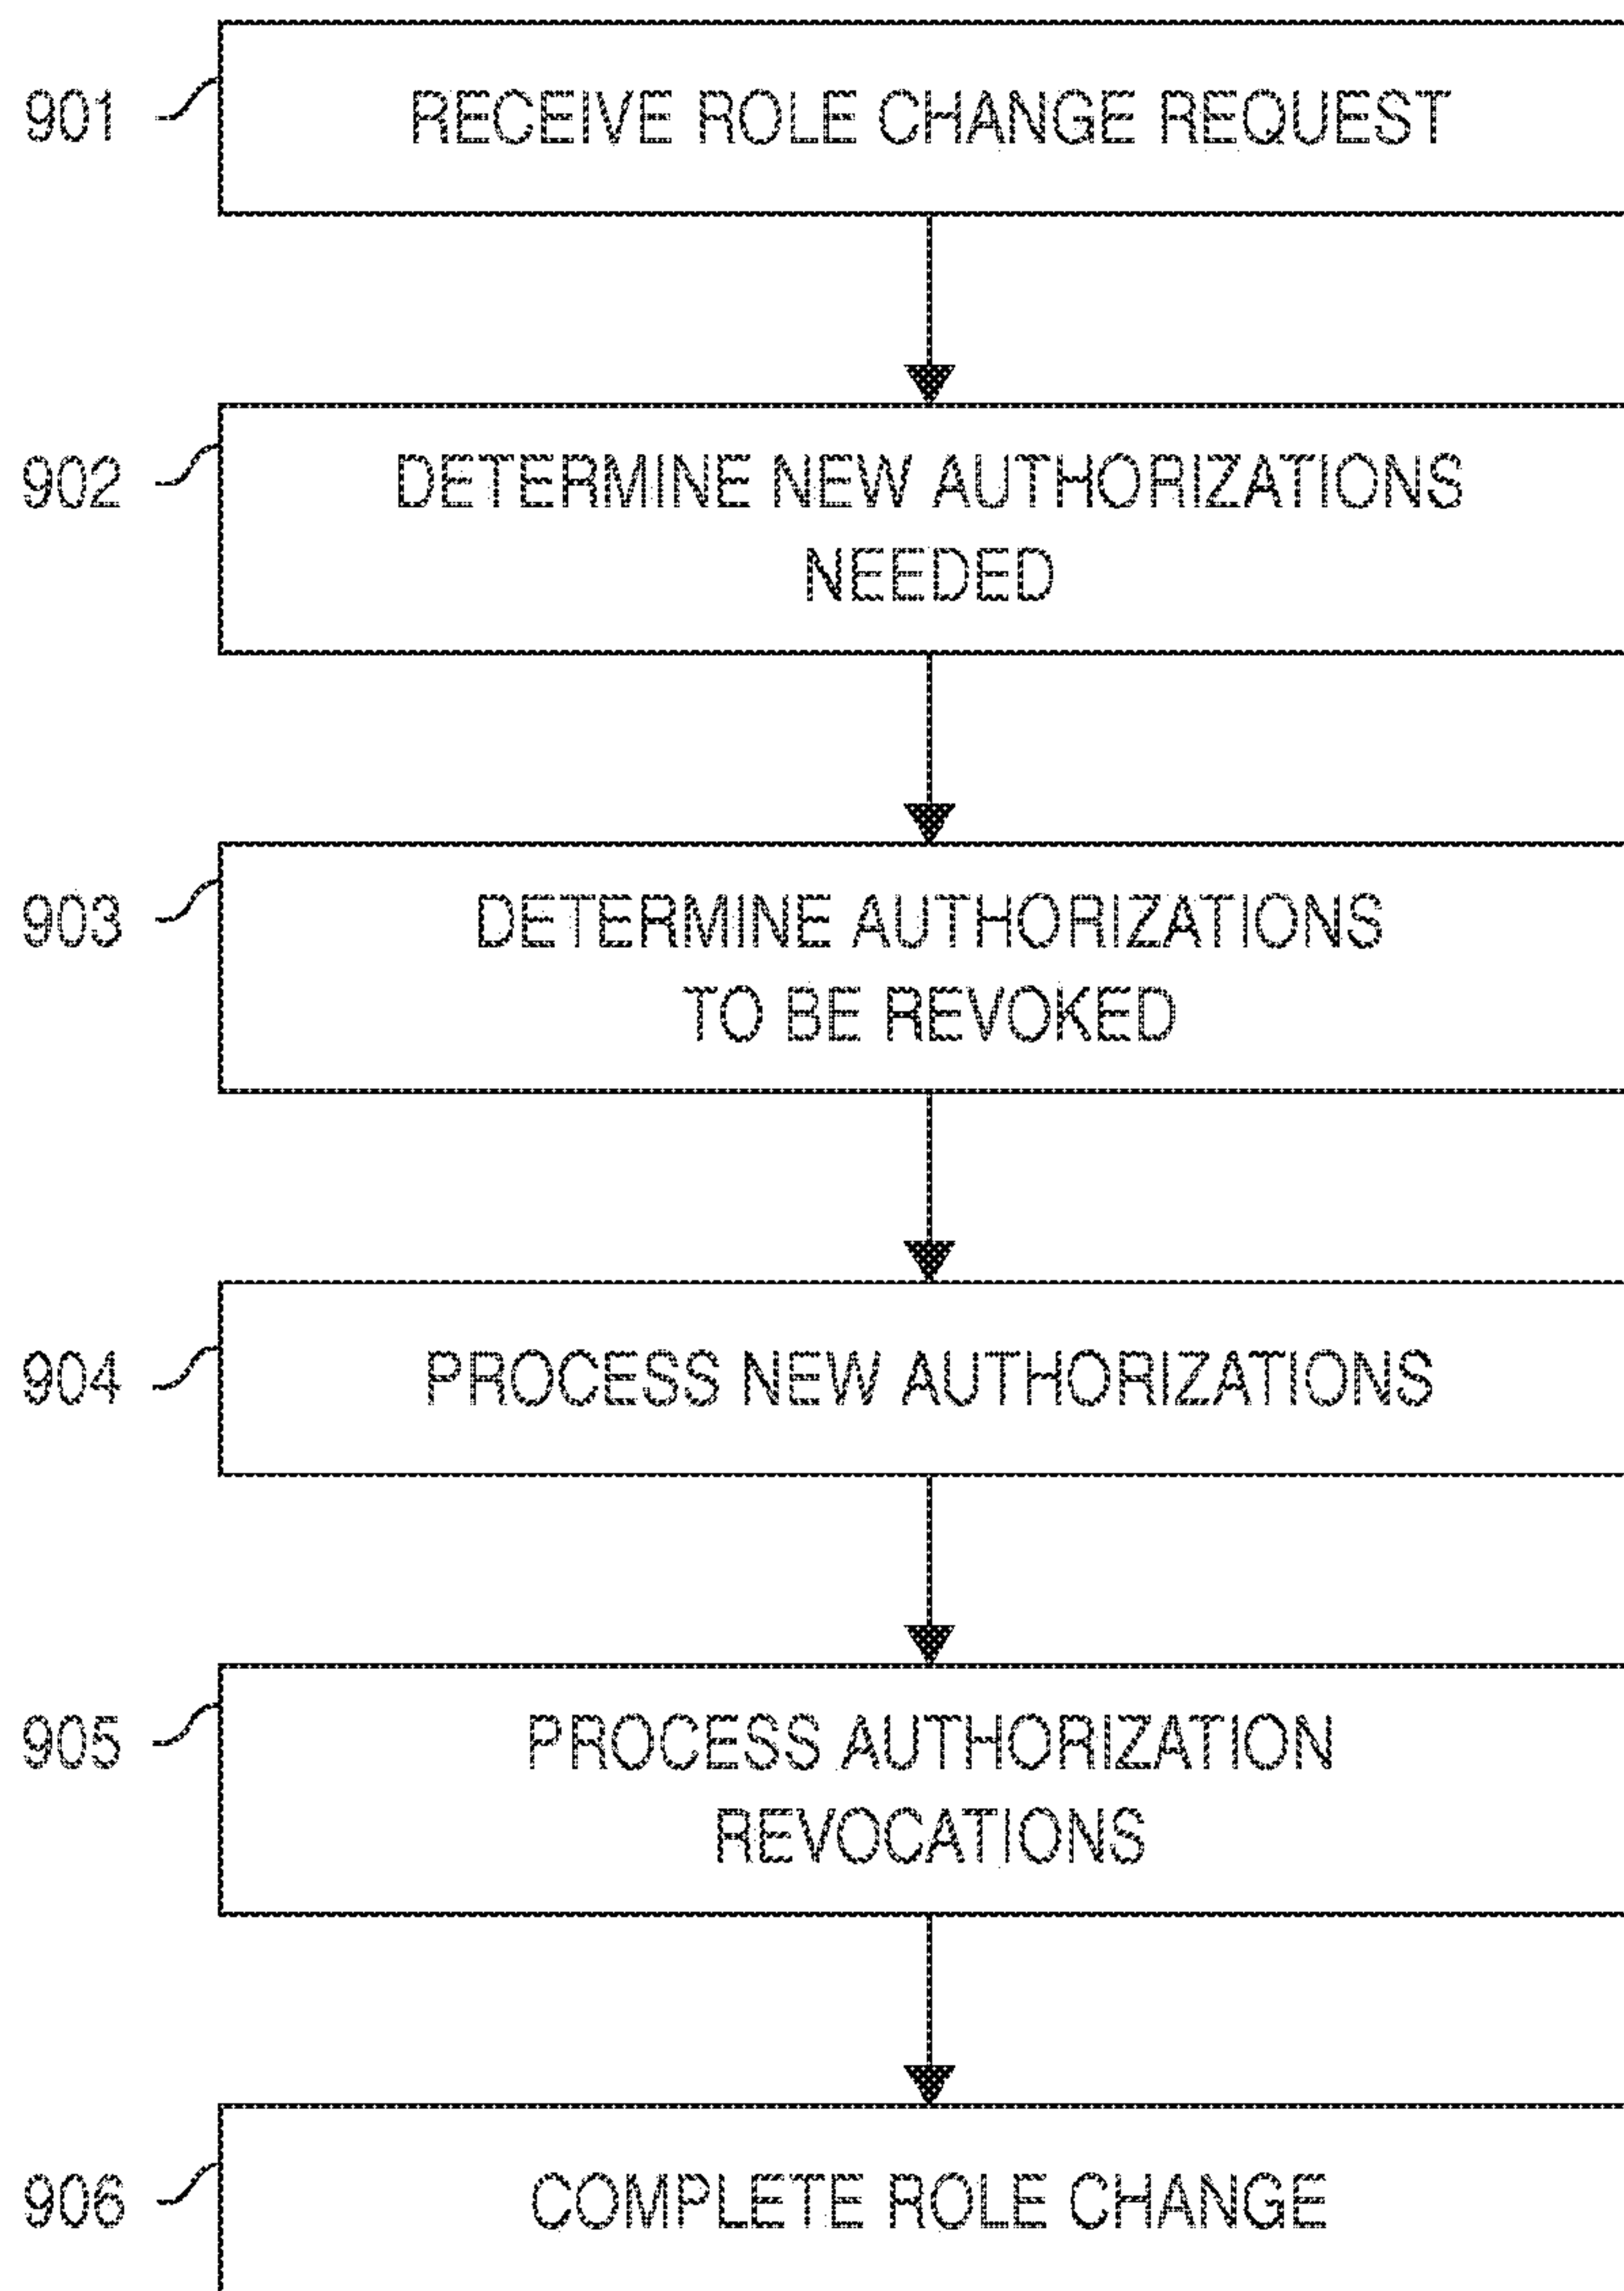 901
RECEIVE ROLE CHANGE REQUEST
902
DETERMINE NEW AUTHORIZATIONS
NEEDED
903
DETERMINE AUTHORIZATIONS
TO BE REVOKED
904
PROCESS NEW AUTHORIZATIONS
905
PROCESS AUTHORIZATION
REVOCATIONS
906
COMPLETE ROLE CHANGE